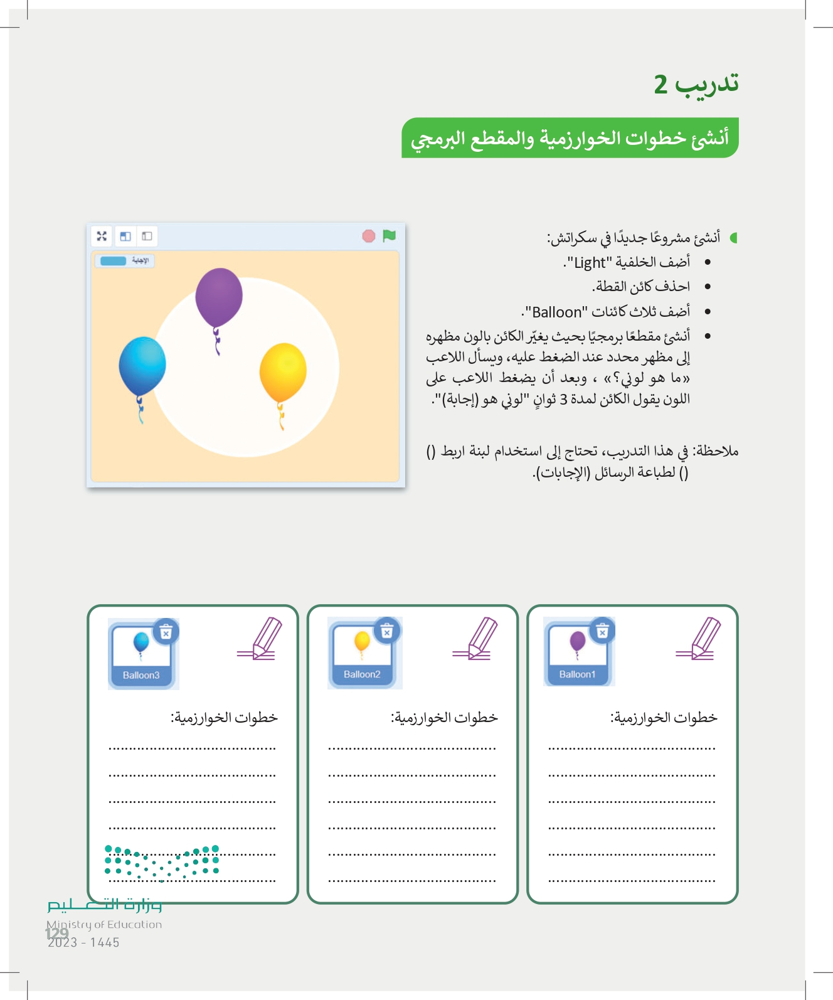 تدريب 2
أنشئ خطوات الخوارزمية والمقطع البرمجي
أنشئ مشروعًا جديدًا في سكراتش:
• أضف الخلفية "Light".
• احذف كائن القطة.
• أضف ثلاث كائنات "Balloon".
• أنشئ مقطعًا برمجيًا بحيث يغيّر الكائن بالون مظهره
إلى مظهر محدد عند الضغط عليه، ويسأل اللاعب
«ما هو لوني؟» ، وبعد أن يضغط اللاعب على
اللون يقول الكائن لمدة 3 ثوانٍ "لوني هو (إجابة)".
ملاحظة: في هذا التدريب، تحتاج إلى استخدام لبنة اربط ()
() لطباعة الرسائل (الإجابات).
الإجابة
Balloon1
خطوات الخوارزمية:
Balloon2
خطوات الخوارزمية:
Balloon3
خطوات الخوارزمية:
وزارة التعليم
Ministry of Education
129
2023 - 1445